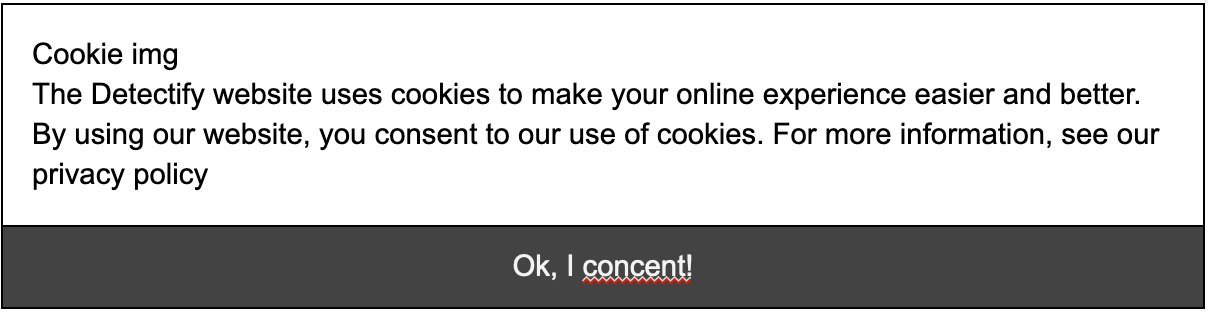 Cookie img
The Detectify website uses cookies to make your online experience easier and better.
By using our website, you consent to our use of cookies. For more information, see our
privacy policy
Ok, I concent!